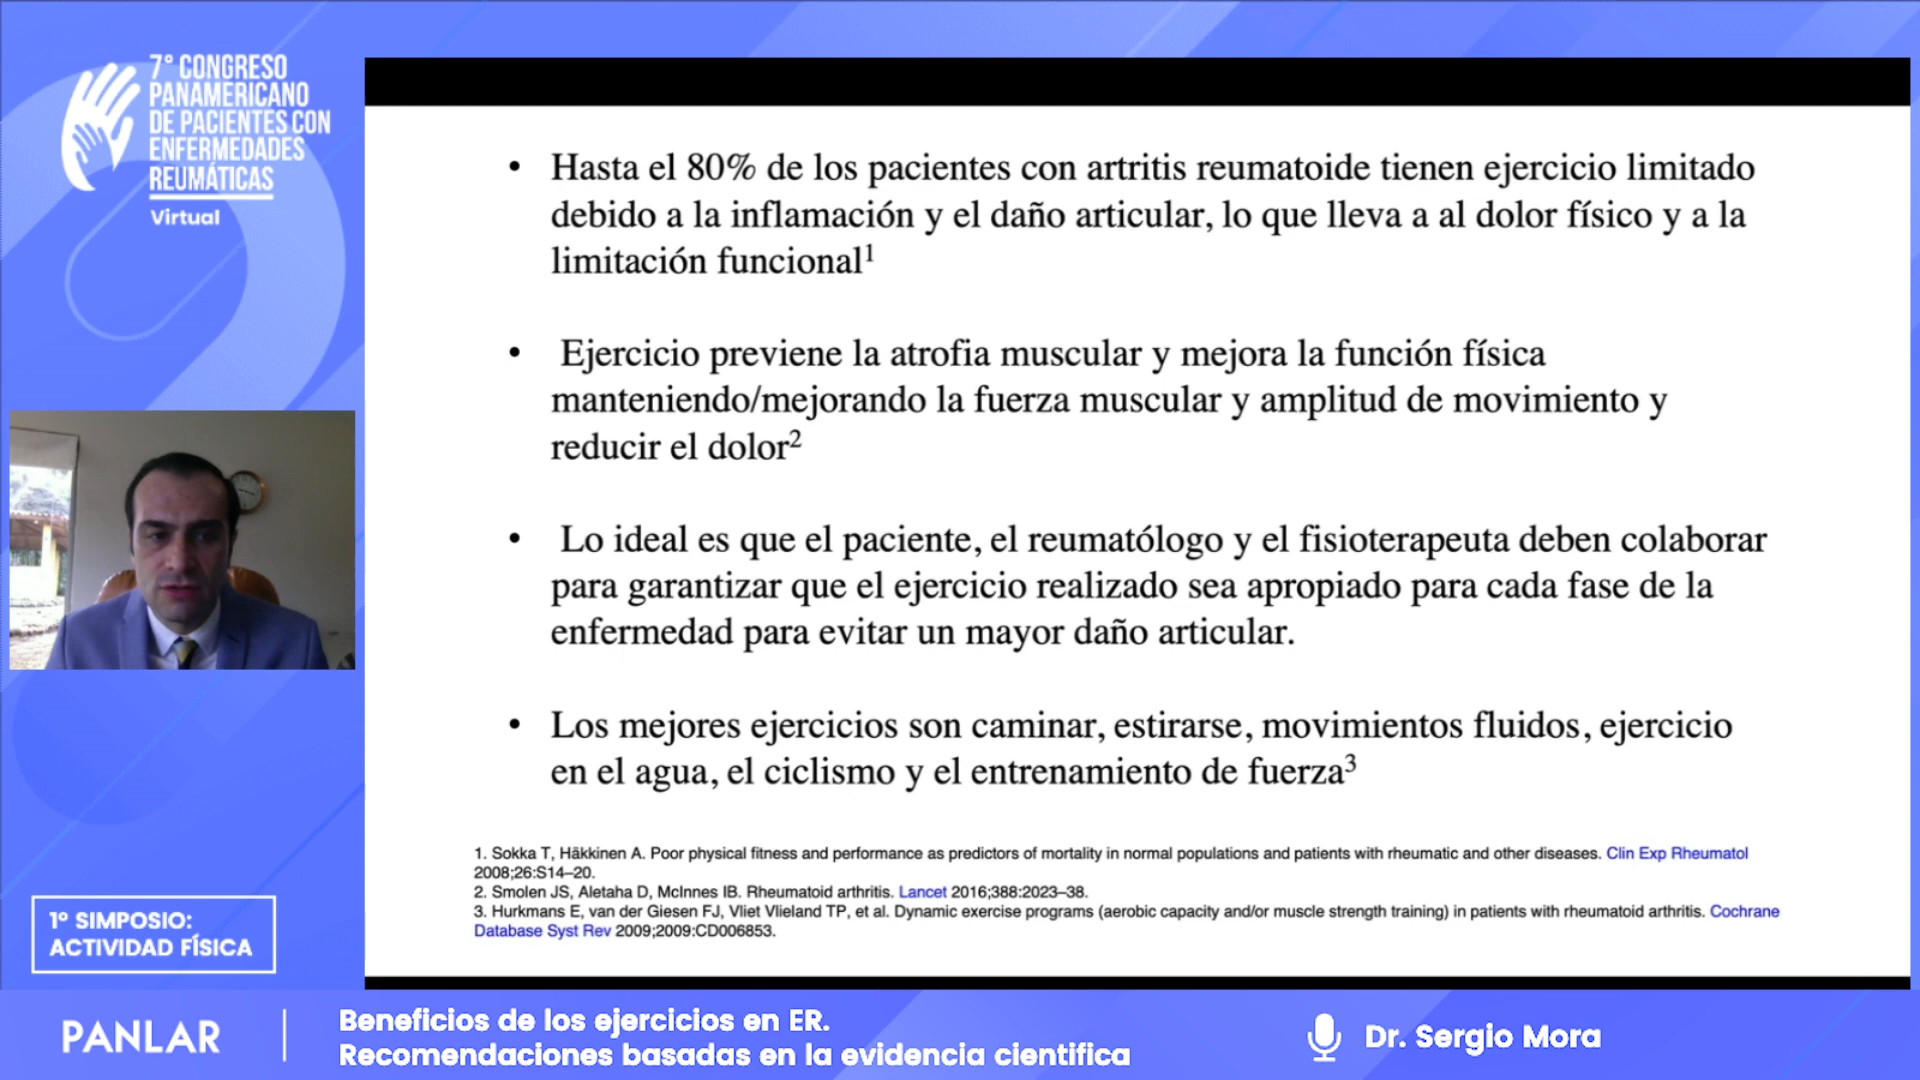 7° CONGRESO
PANAMERICANO
DE PACIENTES CON
ENFERMEDADES
REUMÁTICAS
Virtual
• Hasta el 80% de los pacientes con artritis reumatoide tienen ejercicio limitado
debido a la inflamación y el daño articular, lo que lleva a al dolor físico y a la
limitación funcional¹
• Ejercicio previene la atrofia muscular y mejora la función física
manteniendo/mejorando la fuerza muscular y amplitud de movimiento y
reducir el dolor²
• Lo ideal es que el paciente, el reumatólogo y el fisioterapeuta deben colaborar
para garantizar que el ejercicio realizado sea apropiado para cada fase de la
enfermedad para evitar un mayor daño articular.
• Los mejores ejercicios son caminar, estirarse, movimientos fluidos, ejercicio
en el agua, el ciclismo y el entrenamiento de fuerza³
1. Sokka T, Häkkinen A. Poor physical fitness and performance as predictors of mortality in normal populations and patients with rheumatic and other diseases. Clin Exp Rheumatol
2008;26:S14–20.
2. Smolen JS, Aletaha D, McInnes IB. Rheumatoid arthritis. Lancet 2016;388:2023–38.
3. Hurkmans E, van der Giesen FJ, Vliet Vlieland TP, et al. Dynamic exercise programs (aerobic capacity and/or muscle strength training) in patients with rheumatoid arthritis. Cochrane
Database Syst Rev 2009;2009:CD006853.
1° SIMPOSIO:
ACTIVIDAD FÍSICA
PANLAR
Beneficios de los ejercicios en ER.
Recomendaciones basadas en la evidencia cientifica
Dr. Sergio Mora